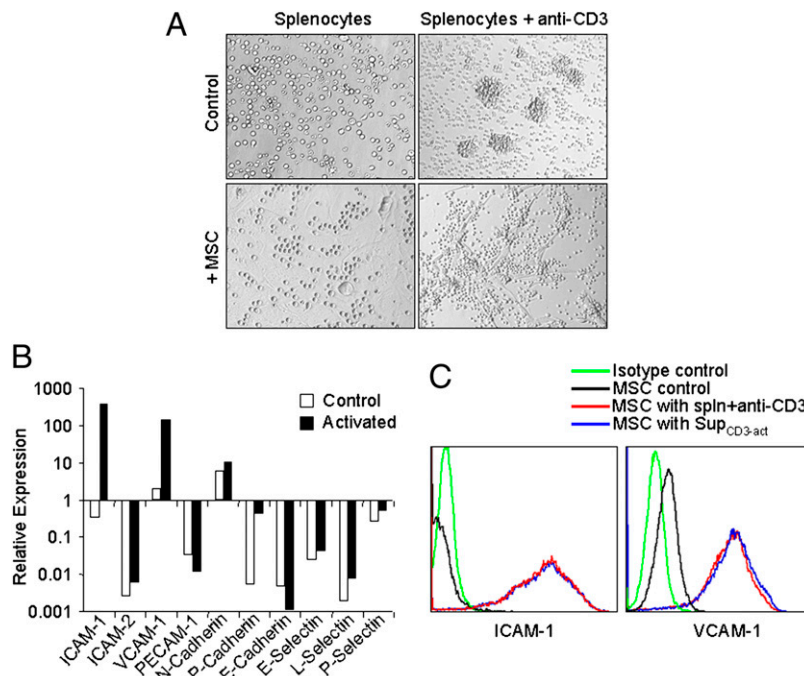 A
Splenocytes
Splenocytes + anti-CD3
Control
+ MSC
B
Relative Expression
1000
100
10
1
0.1
0.01
0.001
Control
Activated
ICAM-1
ICAM-2
VCAM-1
PECAM-1
N-Cadherin
P-Cadherin
E-Cadherin
E-Selectin
L-Selectin
P-Selectin
C
Isotype control
MSC control
MSC with spln+anti-CD3
MSC with Sup CD3-act
ICAM-1
VCAM-1